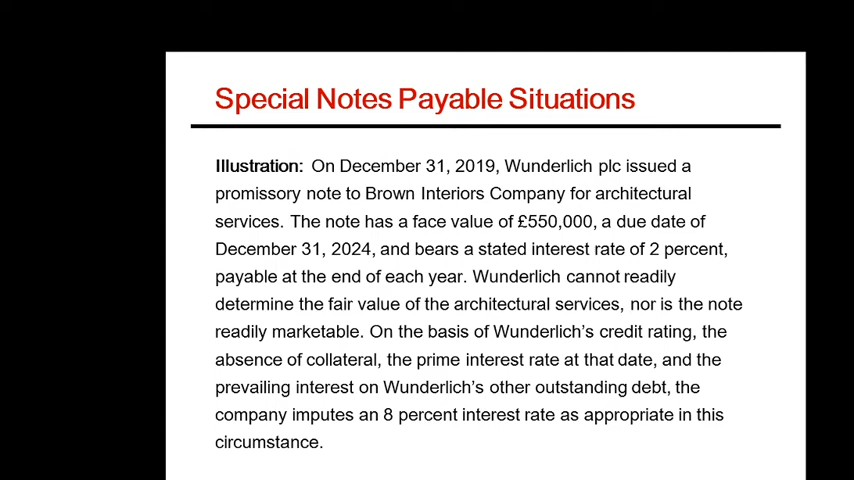 Special Notes Payable Situations
Illustration: On December 31, 2019, Wunderlich plc issued a
promissory note to Brown Interiors Company for architectural
services. The note has a face value of £550,000, a due date of
December 31, 2024, and bears a stated interest rate of 2 percent,
payable at the end of each year. Wunderlich cannot readily
determine the fair value of the architectural services, nor is the note
readily marketable. On the basis of Wunderlich’s credit rating, the
absence of collateral, the prime interest rate at that date, and the
prevailing interest on Wunderlich’s other outstanding debt, the
company imputes an 8 percent interest rate as appropriate in this
circumstance.